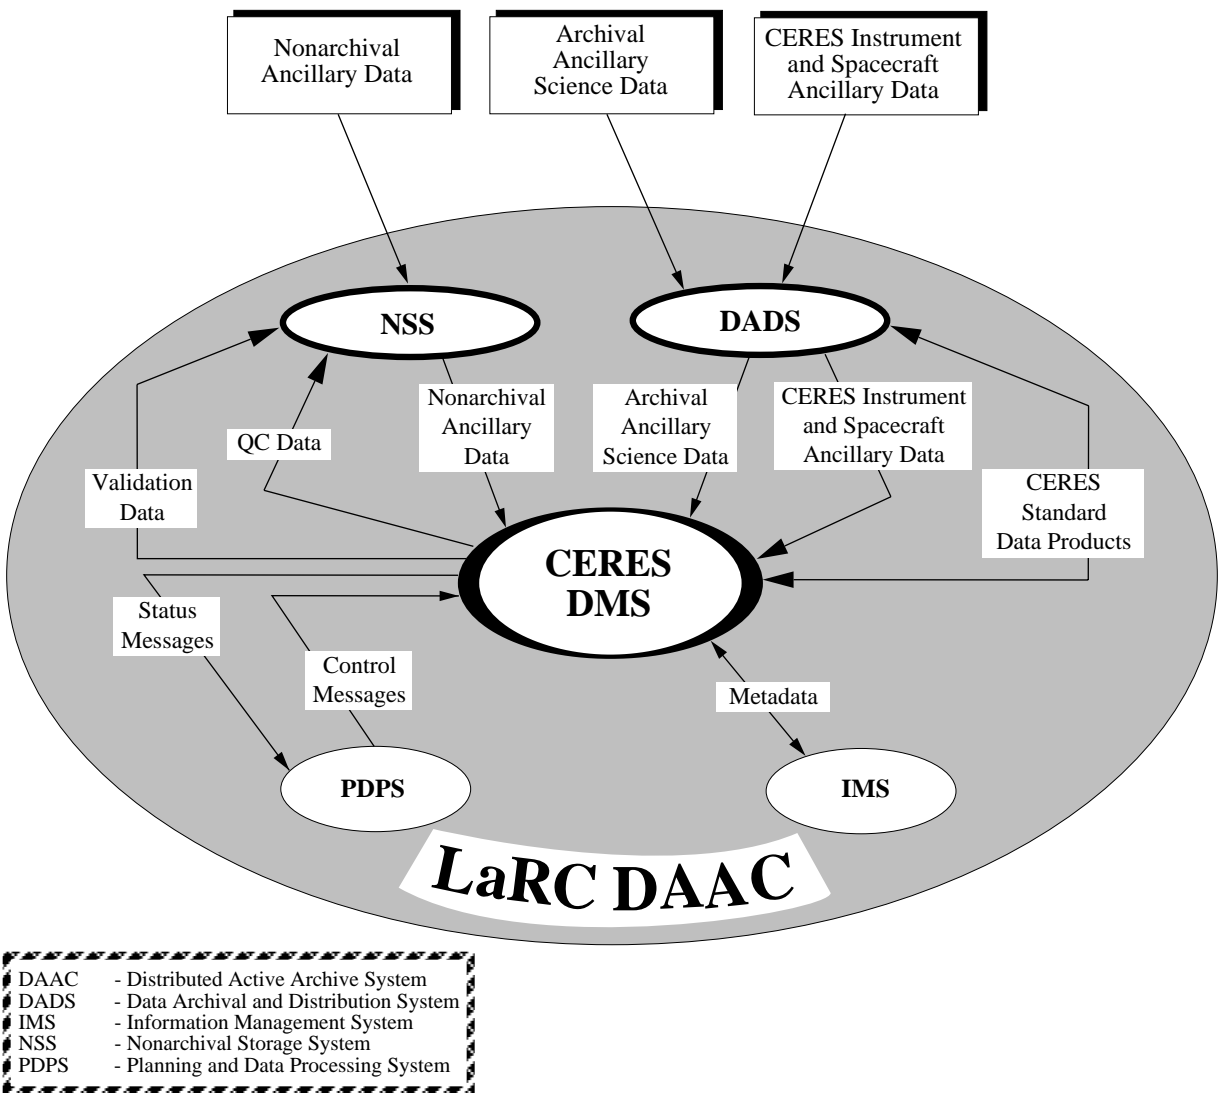 Nonarchival
Ancillary Data
Archival
Ancillary
Science Data
CERES Instrument
and Spacecraft
Ancillary Data
NSS
DADS
Nonarchival
Ancillary
Data
Archival
Ancillary
Science Data
CERES Instrument
and Spacecraft
Ancillary Data
QC Data
Validation
Data
CERES
Standard
Data Products
CERES
DMS
Status
Messages
Control
Messages
Metadata
PDPS
IMS
LaRC DAAC
DAAC - Distributed Active Archive System
DADS - Data Archival and Distribution System
IMS - Information Management System
NSS - Nonarchival Storage System
PDPS - Planning and Data Processing System